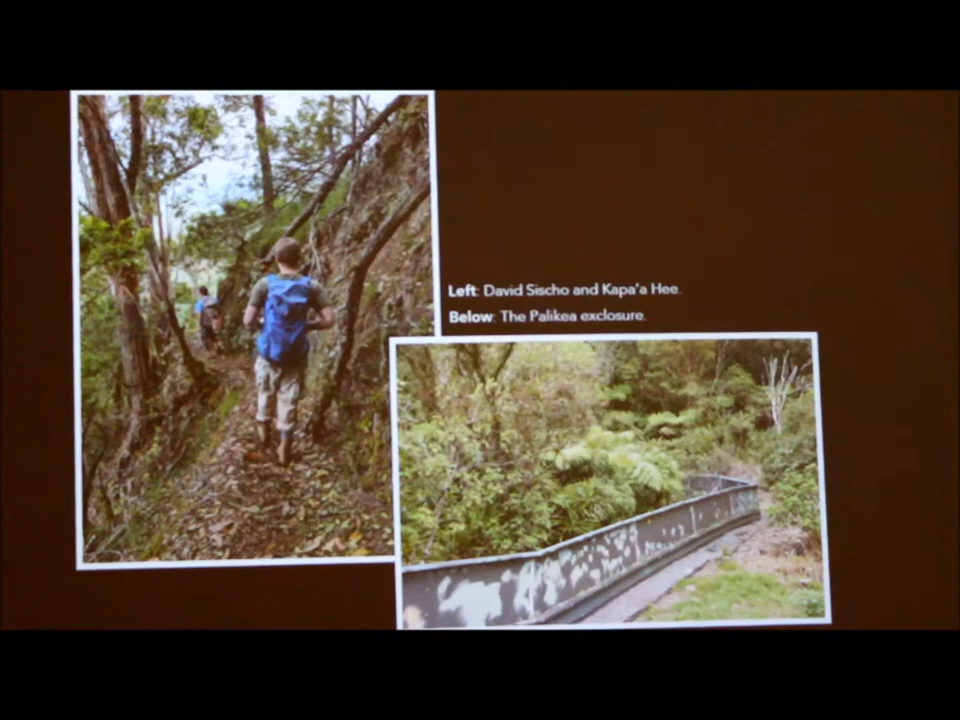 Left: David Sischo and Kapa'a Hee.
Below: The Palikea exclosure.